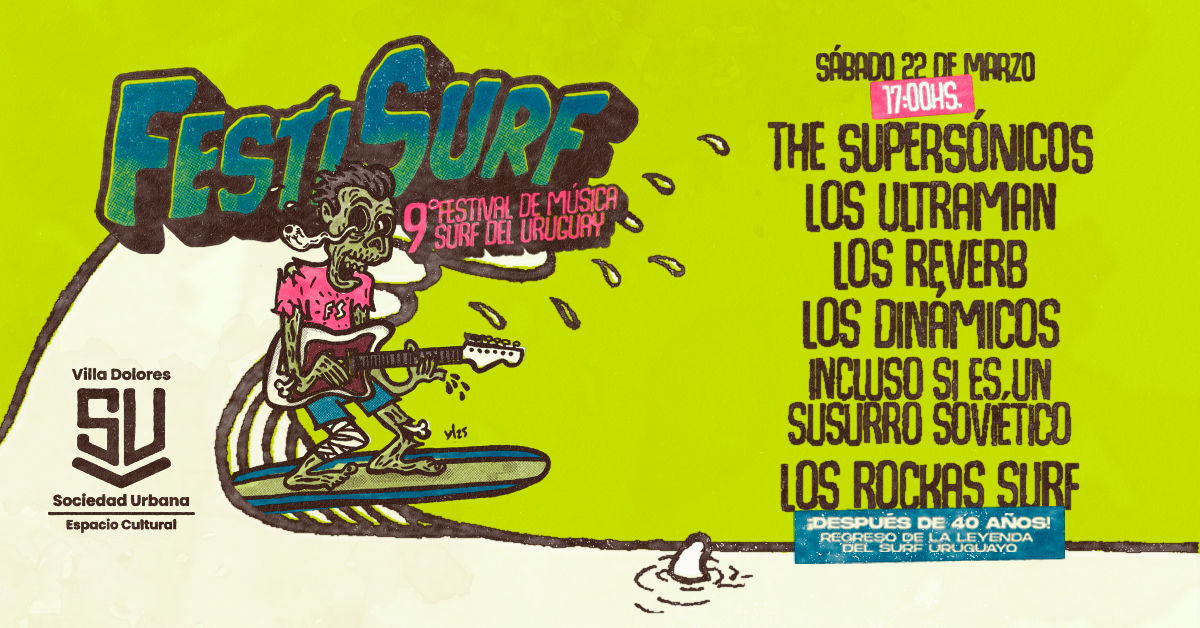 FESTISURF
9º FESTIVAL DE MÚSICA
SURF DEL URUGUAY
FS
Villa Dolores
SU
Sociedad Urbana
Espacio Cultural
SÁBADO 22 DE MARZO
17:00HS.
THE SUPERSÓNICOS
LOS ULTRAMAN
LOS REVERB
LOS DINÁMICOS
INCLUSO SI ES UN
SUSURRO SOVIÉTICO
LOS ROCKAS SURF
¡DESPUÉS DE 40 AÑOS!
REGRESO DE LA LEYENDA
DEL SURF URUGUAYO